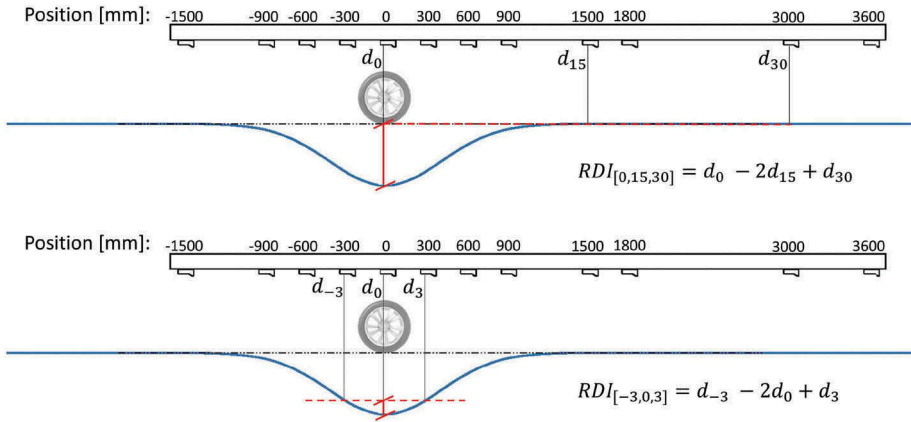 Position [mm]: -1500 -900 -600 -300 0 300 600 900 1500 1800 3000 3600
d₀ d₁₅ d₃₀
RDI[0,15,30] = d₀ − 2d₁₅ + d₃₀
Position [mm]: -1500 -900 -600 -300 0 300 600 900 1500 1800 3000 3600
d₋₃ d₀ d₃
RDI[−3,0,3] = d₋₃ − 2d₀ + d₃